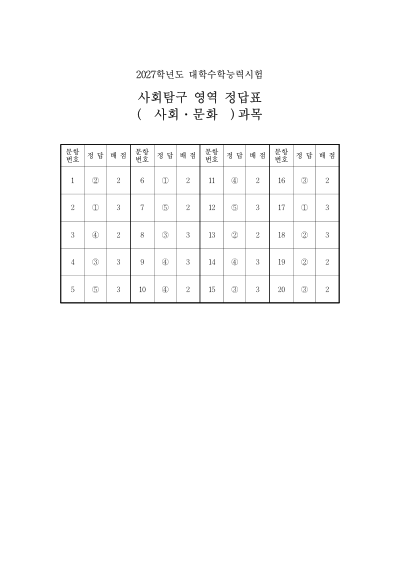 2027학년도 대학수학능력시험
사회탐구 영역 정답표
( 사회·문화 )과목
문항번호 정답 배점 문항번호 정답 배점 문항번호 정답 배점 문항번호 정답 배점
1 ② 2 6 ① 2 11 ④ 2 16 ③ 2
2 ① 3 7 ⑤ 2 12 ⑤ 3 17 ① 3
3 ④ 2 8 ③ 3 13 ② 2 18 ② 3
4 ③ 3 9 ④ 3 14 ④ 3 19 ② 2
5 ⑤ 3 10 ④ 2 15 ③ 3 20 ③ 2